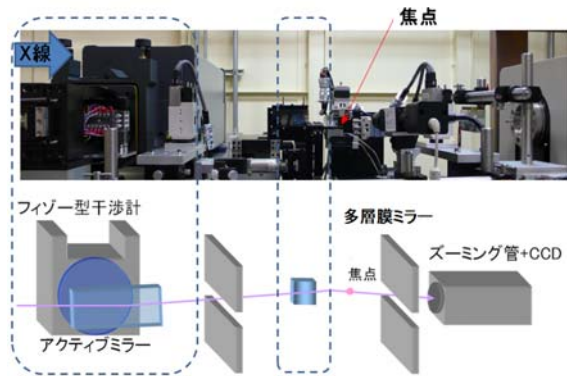 X線
焦点
フィゾー型干渉計
多層膜ミラー
ズーミング管+CCD
焦点
アクティブミラー